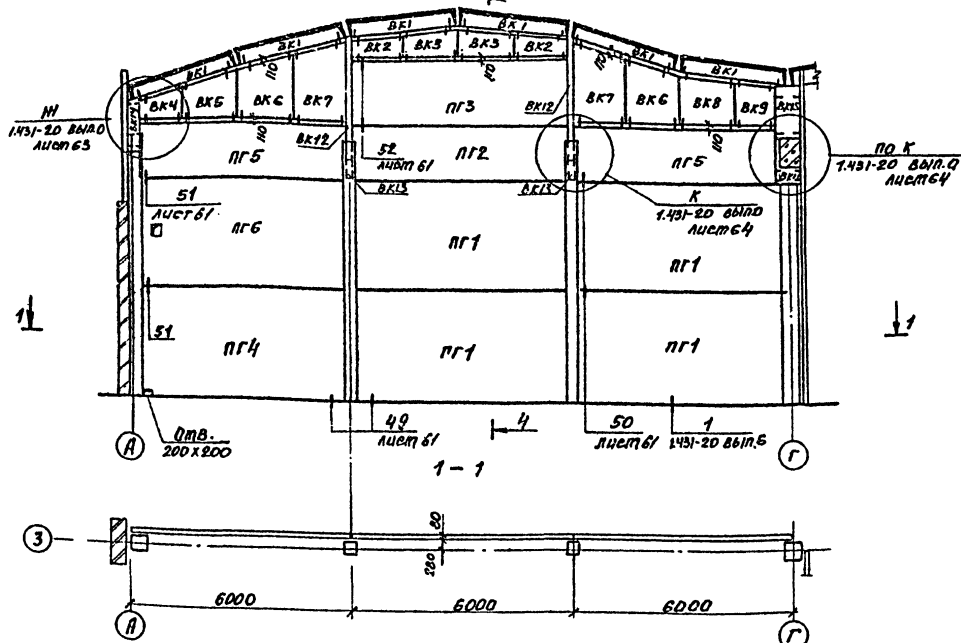 ВК1
ВК1
ВК1
ВК1
ВК1
ВК1
ВК2
ВК3
ВК3
ВК2
ВК4
ВК5
ВК6
ВК7
ВК7
ВК6
ВК8
ВК9
110
110
110
110
110
110
ВК12
ВК12
Ж
1.431-20 ВЫП.0
ЛИСТ 63
ПГ3
ПГ5
ПГ2
ПГ5
52
ЛИСТ 61
ПО К
1.431-20 ВЫП.0
ЛИСТ 64
ВК13
ВК13
К
1.431-20 ВЫП.0
ЛИСТ 64
51
ЛИСТ 61
ПГ6
ПГ1
ПГ1
1
1
51
ПГ4
ПГ1
ПГ1
ОТВ.
200х200
49
ЛИСТ 61
4
50
ЛИСТ 61
1
1.431-20 ВЫП.6
А
Г
1 - 1
3
80
280
6000
6000
6000
А
Г